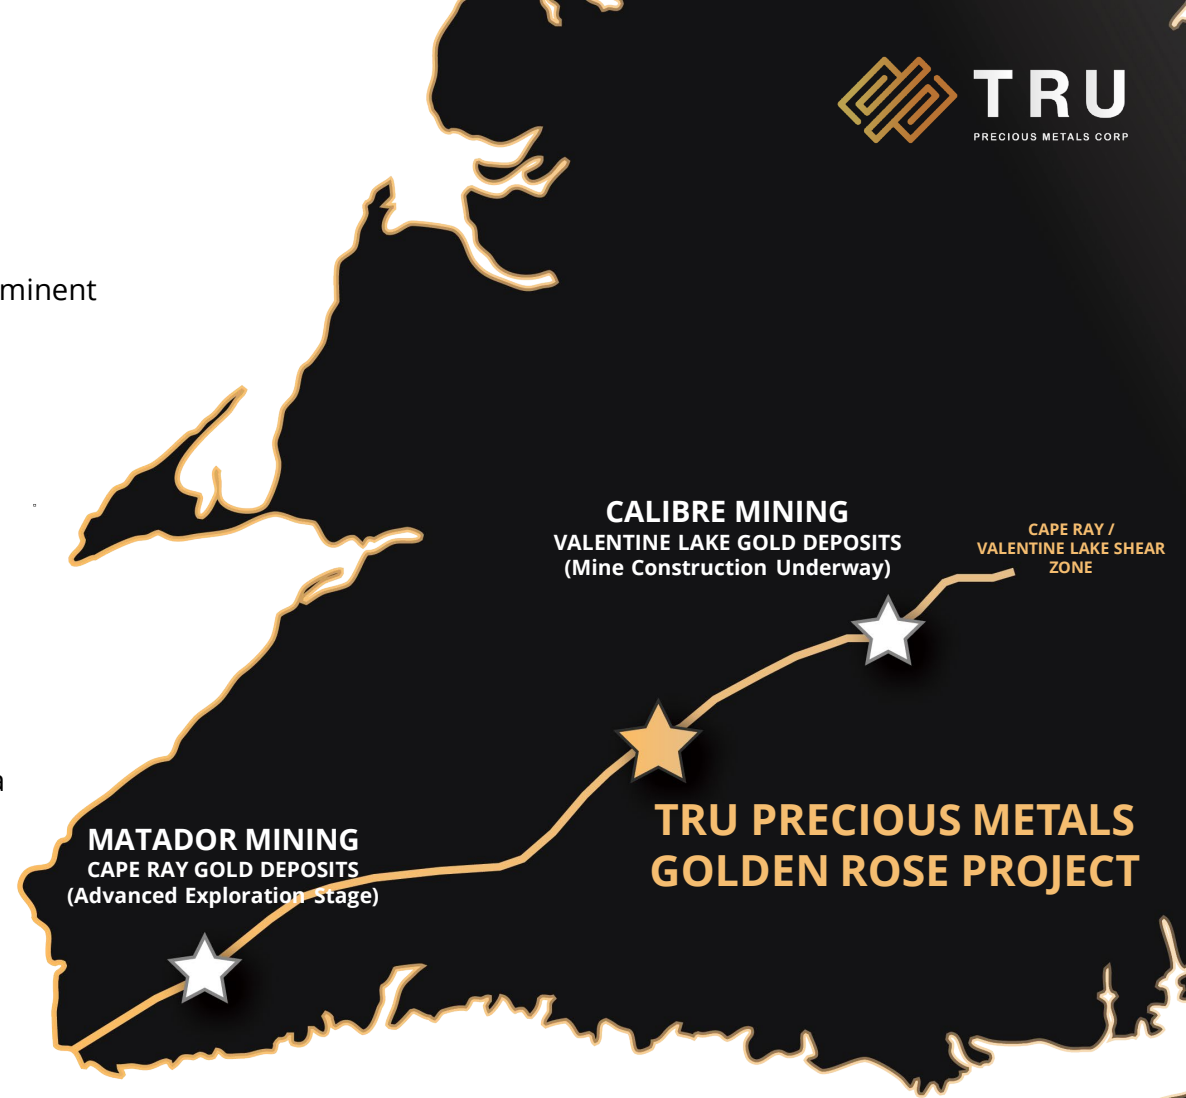 TRU
PRECIOUS METALS CORP
minent
CALIBRE MINING
VALENTINE LAKE GOLD DEPOSITS
(Mine Construction Underway)
CAPE RAY /
VALENTINE LAKE SHEAR
ZONE
a
TRU PRECIOUS METALS
GOLDEN ROSE PROJECT
MATADOR MINING
CAPE RAY GOLD DEPOSITS
(Advanced Exploration Stage)